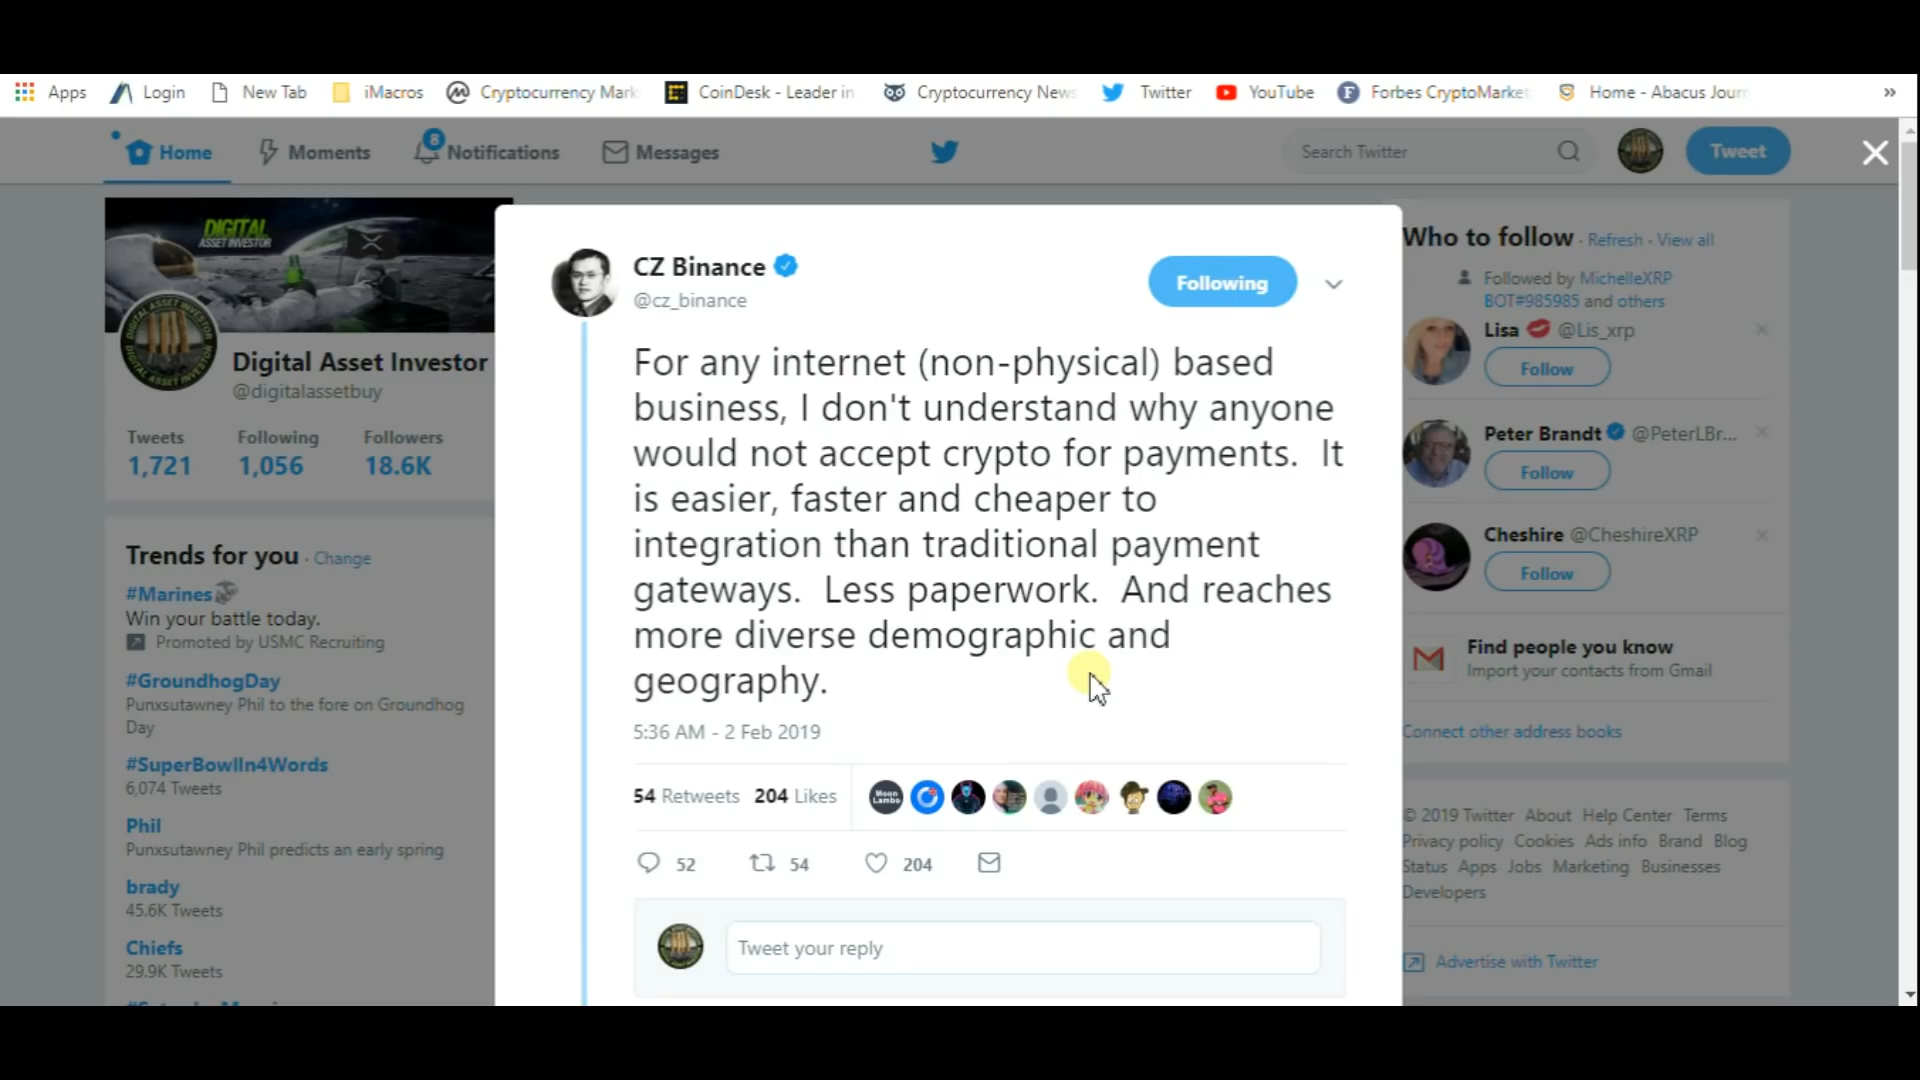 Apps Login New Tab iMacros Cryptocurrency Mark CoinDesk - Leader in Cryptocurrency News Twitter YouTube Forbes CryptoMarket Home - Abacus Journ »
Home Moments 8 Notifications Messages Search Twitter Tweet
DIGITAL
ASSET INVESTOR
Digital Asset Investor
@digitalassetbuy
Tweets Following Followers
1,721 1,056 18.6K
Trends for you · Change
#Marines
Win your battle today.
Promoted by USMC Recruiting
#GroundhogDay
Punxsutawney Phil to the fore on Groundhog
Day
#SuperBowlIn4Words
6,074 Tweets
Phil
Punxsutawney Phil predicts an early spring
brady
45.6K Tweets
Chiefs
29.9K Tweets
CZ Binance
@cz_binance
Following
For any internet (non-physical) based
business, I don't understand why anyone
would not accept crypto for payments. It
is easier, faster and cheaper to
integration than traditional payment
gateways. Less paperwork. And reaches
more diverse demographic and
geography.
5:36 AM - 2 Feb 2019
54 Retweets 204 Likes
Moon
Lambo
52 54 204
Tweet your reply
Who to follow · Refresh · View all
Followed by MichelleXRP
BOT#985985 and others
Lisa 💋 @Lis_xrp
Follow
Peter Brandt @PeterLBr...
Follow
Cheshire @CheshireXRP
Follow
Find people you know
Import your contacts from Gmail
Connect other address books
© 2019 Twitter About Help Center Terms
Privacy policy Cookies Ads info Brand Blog
Status Apps Jobs Marketing Businesses
Developers
Advertise with Twitter